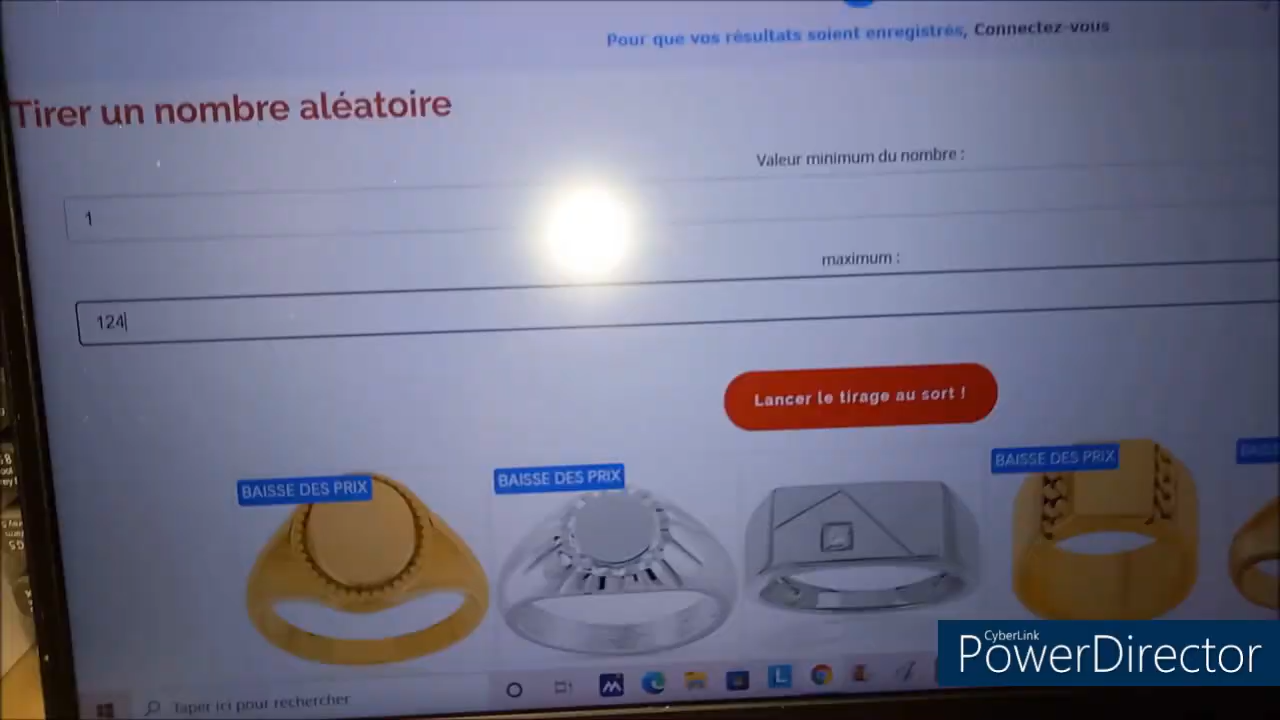 Pour que vos résultats soient enregistrés, Connectez-vous
Tirer un nombre aléatoire
Valeur minimum du nombre :
1
maximum :
124
Lancer le tirage au sort !
BAISSE DES PRIX
BAISSE DES PRIX
BAISSE DES PRIX
CyberLink
PowerDirector
Taper ici pour rechercher